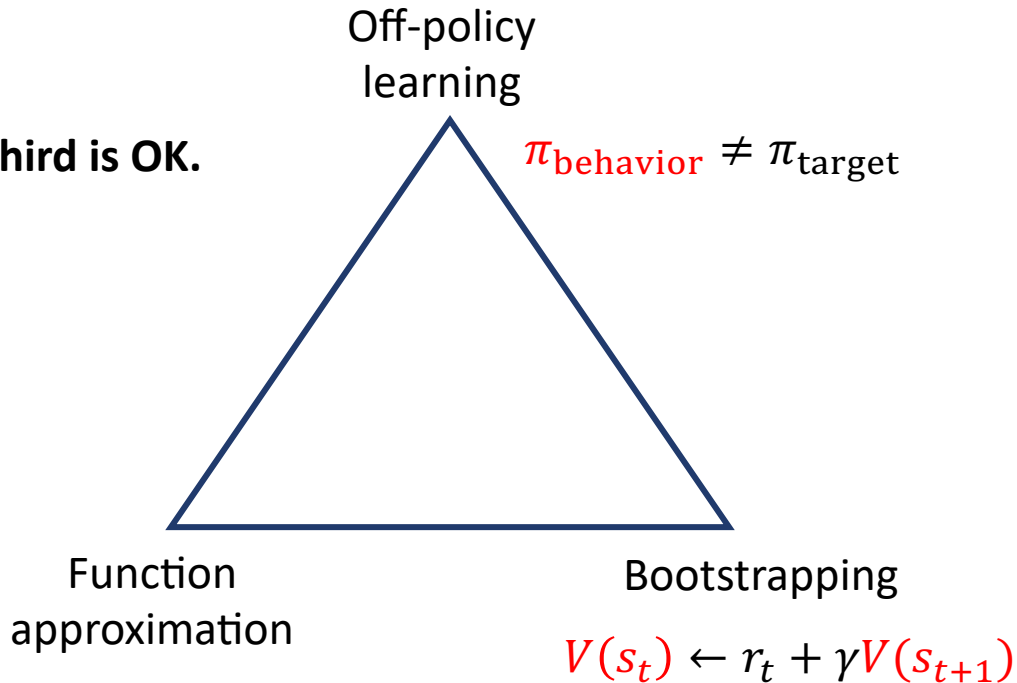 Off-policy
learning
hird is OK.
π_behavior ≠ π_target
Function
approximation
Bootstrapping
V(s_t) ← r_t + γV(s_{t+1})